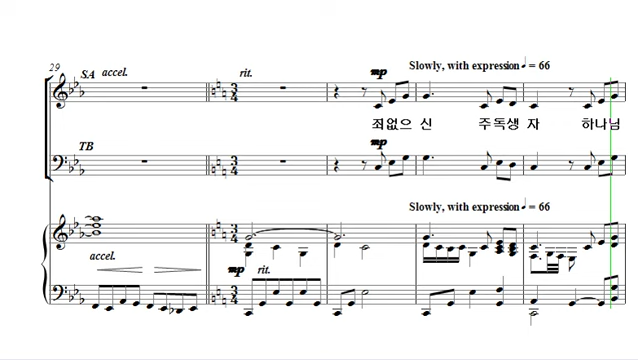 29
SA accel. rit. mp Slowly, with expression ♩ = 66
죄없으 신 주독생 자 하나님
TB mp
Slowly, with expression ♩ = 66
accel. mp rit.